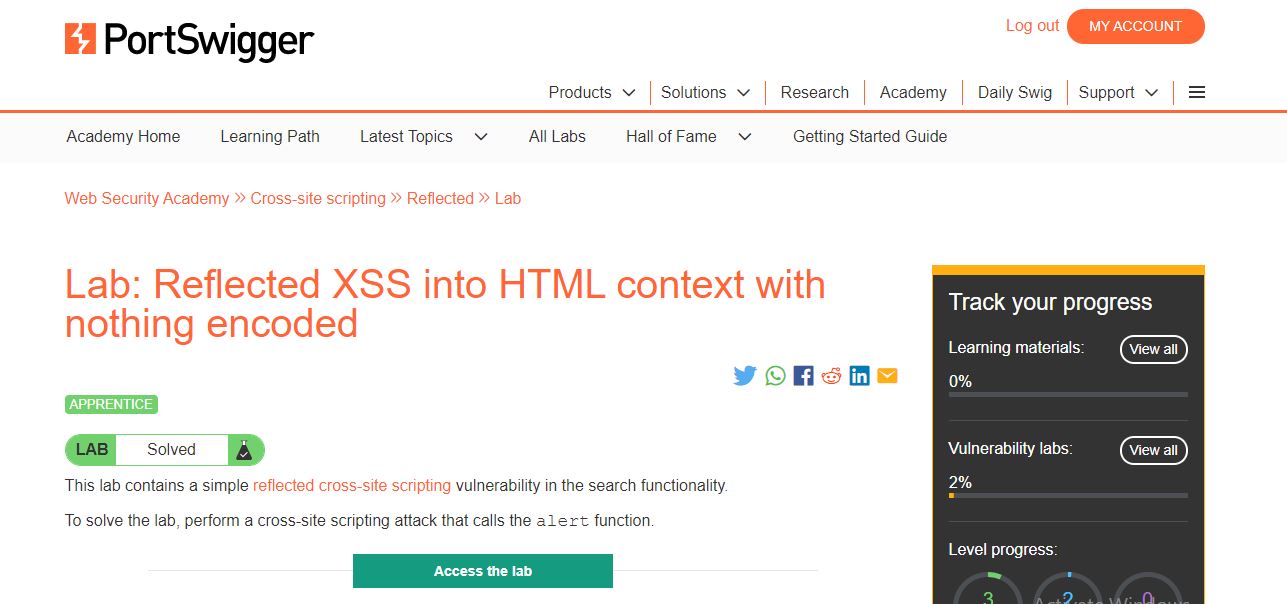 PortSwigger
Log out MY ACCOUNT
Products Solutions Research Academy Daily Swig Support
Academy Home Learning Path Latest Topics All Labs Hall of Fame Getting Started Guide
Web Security Academy » Cross-site scripting » Reflected » Lab
Lab: Reflected XSS into HTML context with
nothing encoded
APPRENTICE
LAB Solved
This lab contains a simple reflected cross-site scripting vulnerability in the search functionality.
To solve the lab, perform a cross-site scripting attack that calls the alert function.
Access the lab
Track your progress
Learning materials: View all
0%
Vulnerability labs: View all
2%
Level progress:
3 2 0
Activate Windows